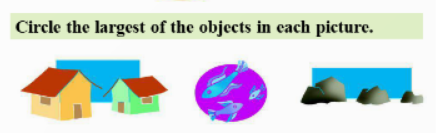 Circle the largest of the objects in each picture.